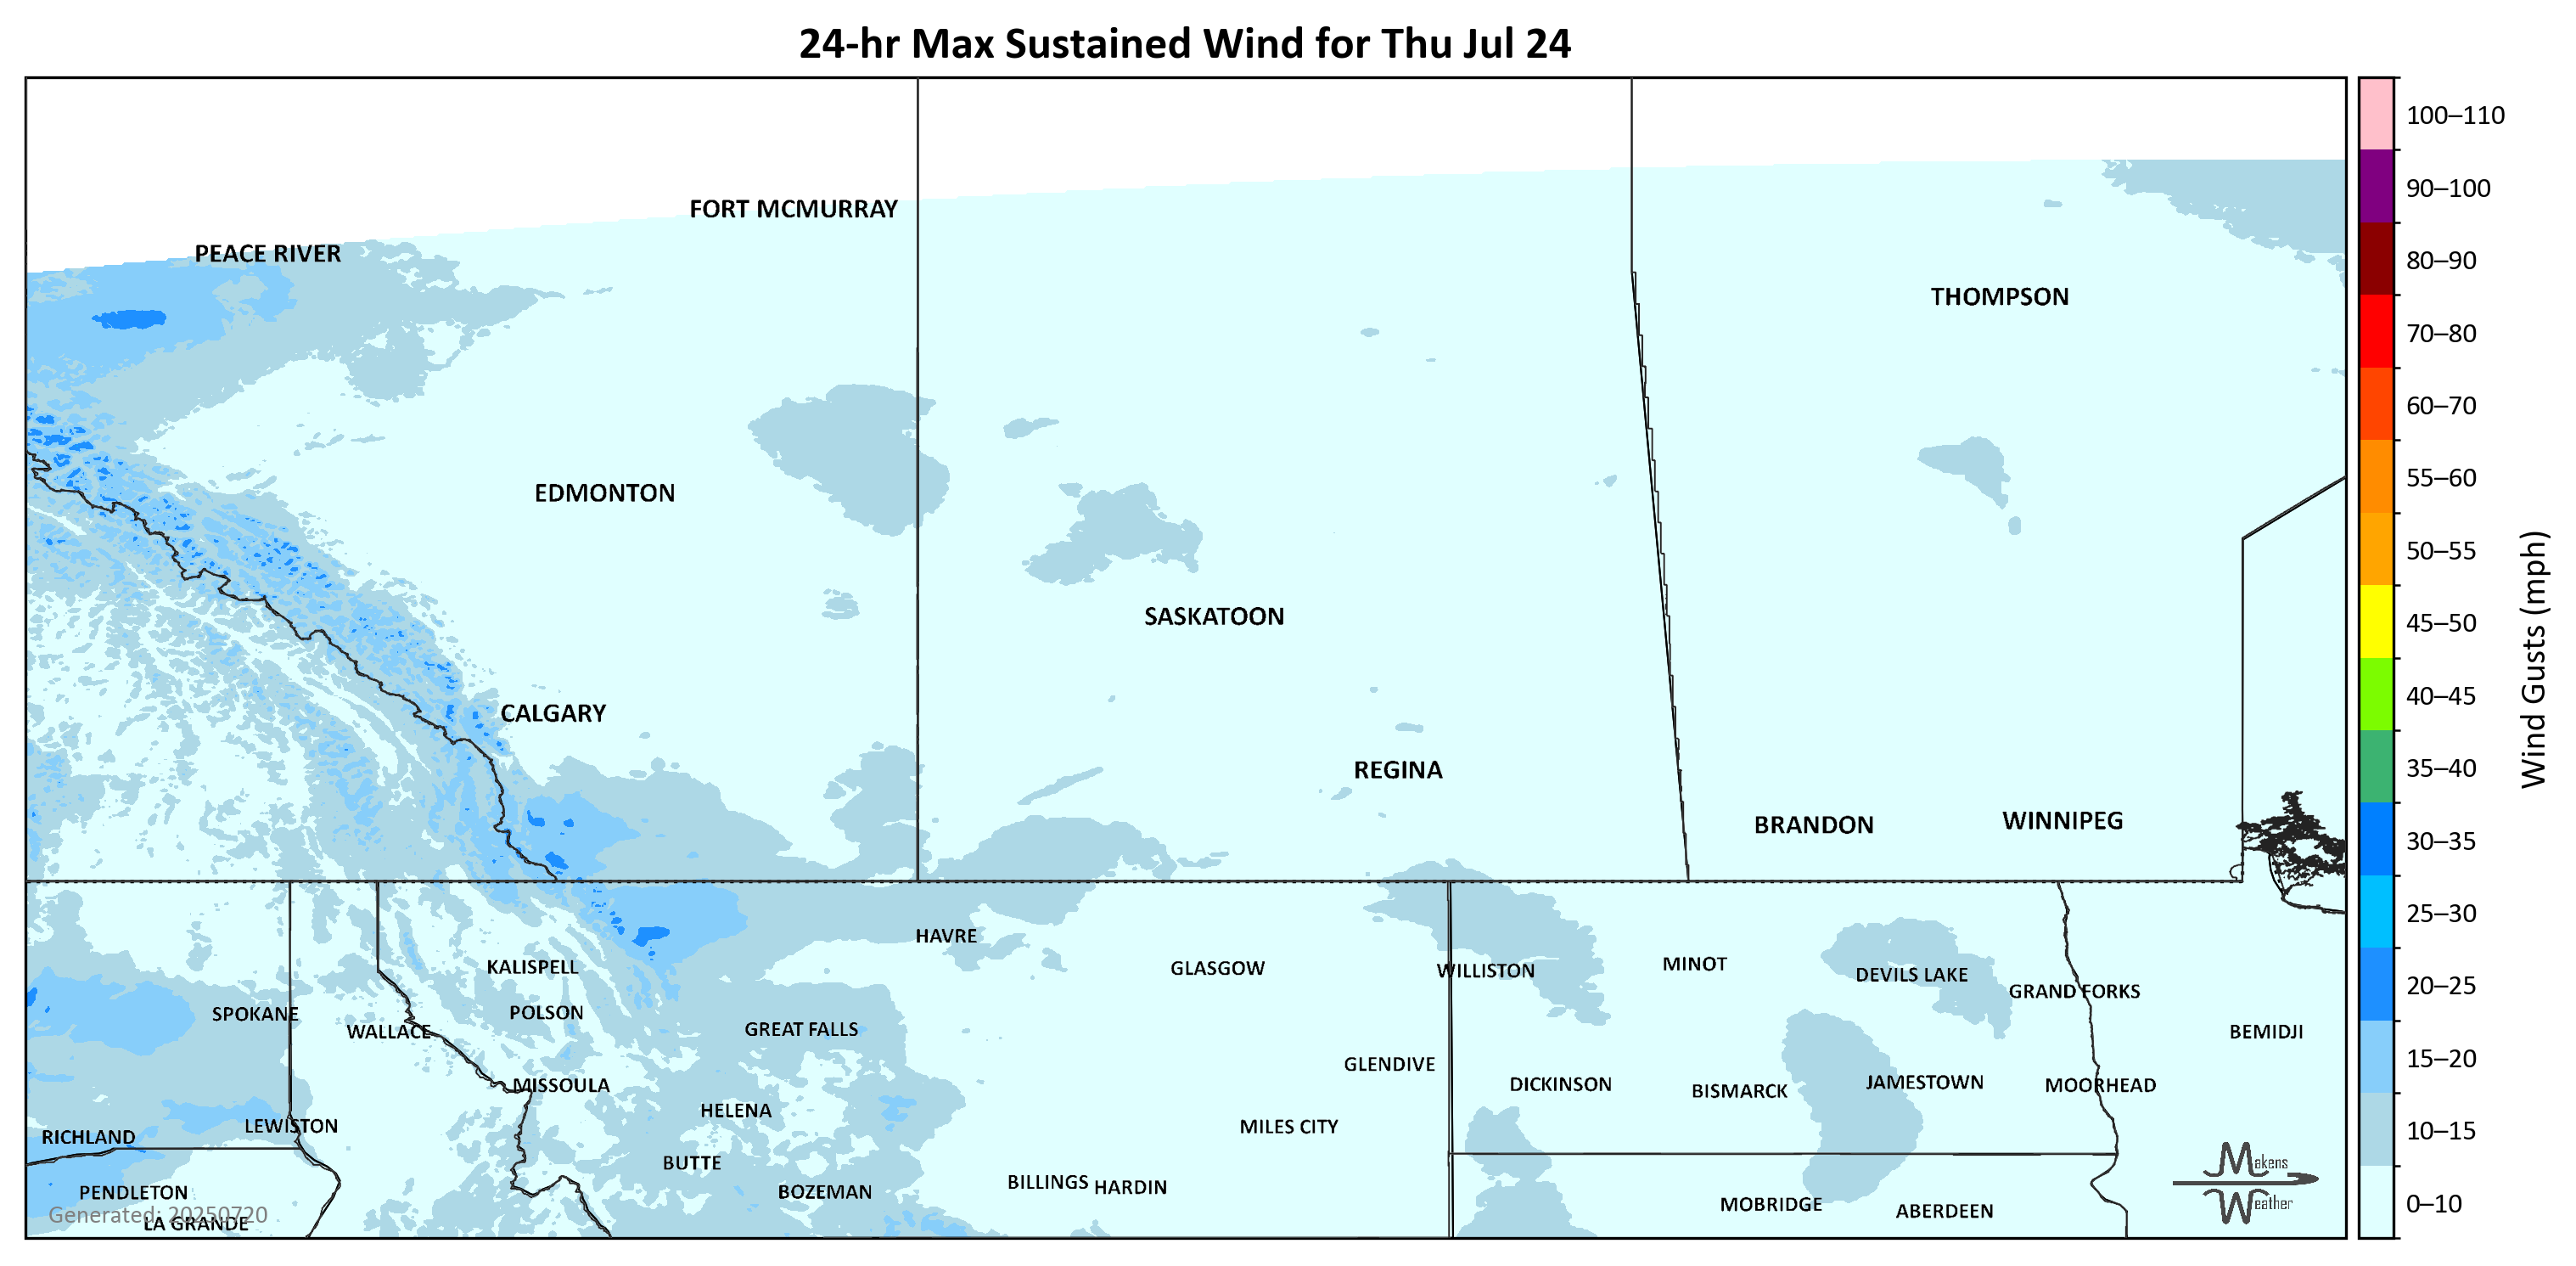 24-hr Max Sustained Wind for Thu Jul 24
100–110
90–100
FORT MCMURRAY
PEACE RIVER
80–90
THOMPSON
70–80
60–70
55–60
EDMONTON
50–55
SASKATOON
45–50
Wind Gusts (mph)
40–45
CALGARY
REGINA
35–40
BRANDON
WINNIPEG
30–35
25–30
HAVRE
KALISPELL
GLASGOW
WILLISTON
MINOT
DEVILS LAKE
20–25
GRAND FORKS
SPOKANE
POLSON
WALLACE
GREAT FALLS
BEMIDJI
15–20
GLENDIVE
MISSOULA
DICKINSON
BISMARCK
JAMESTOWN
MOORHEAD
HELENA
LEWISTON
MILES CITY
10–15
RICHLAND
BUTTE
Makens
Weather
PENDLETON
BOZEMAN
BILLINGS
HARDIN
MOBRIDGE
ABERDEEN
0–10
Generated: 20250720
LA GRANDE